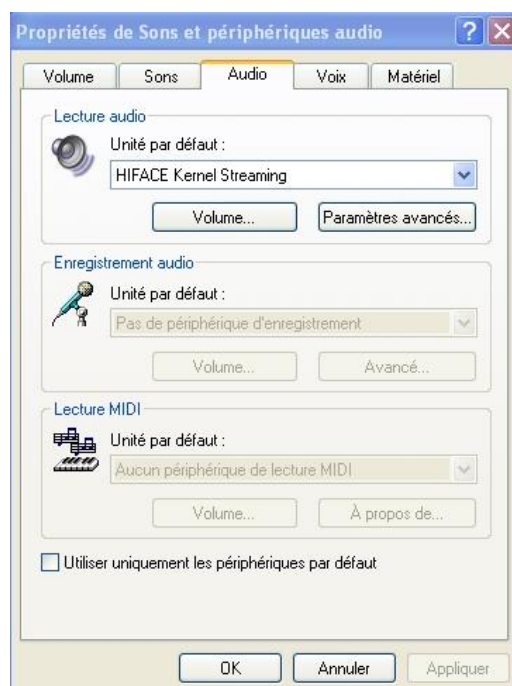 Propriétés de Sons et périphériques audio
Volume Sons Audio Voix Matériel
Lecture audio
Unité par défaut :
HIFACE Kernel Streaming
Volume... Paramètres avancés...
Enregistrement audio
Unité par défaut :
Pas de périphérique d'enregistrement
Volume... Avancé...
Lecture MIDI
Unité par défaut :
Aucun périphérique de lecture MIDI
Volume... À propos de...
Utiliser uniquement les périphériques par défaut
OK Annuler Appliquer